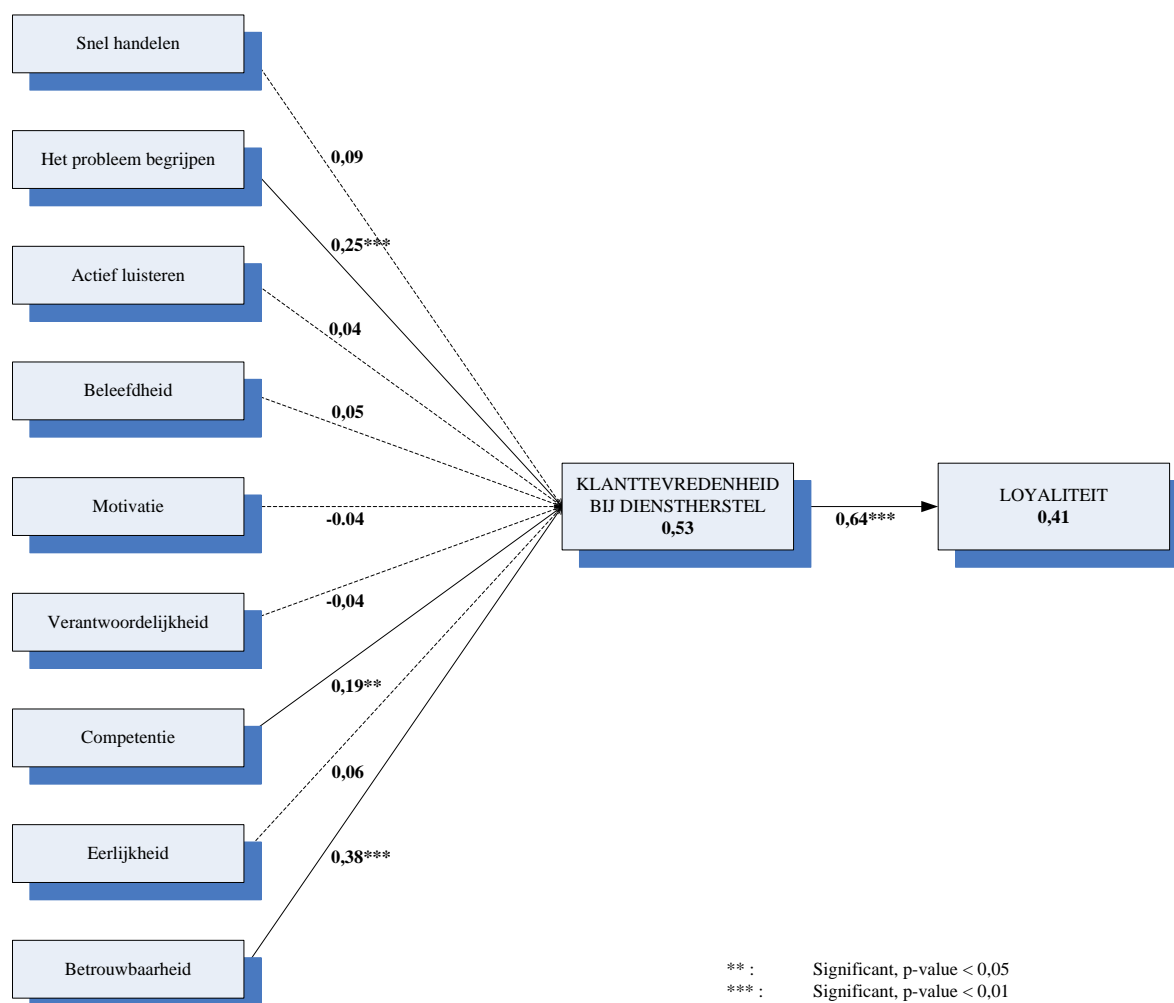 Snel handelen
Het probleem begrijpen
0,09
0,25***
Actief luisteren
0,04
Beleefdheid
0,05
Motivatie
-0.04
Verantwoordelijkheid
-0,04
Competentie
0,19**
Eerlijkheid
0,06
Betrouwbaarheid
0,38***
KLANTTEVREDENHEID
BIJ DIENSTHERSTEL
0,53
0,64***
LOYALITEIT
0,41
** : Significant, p-value < 0,05
*** : Significant, p-value < 0,01